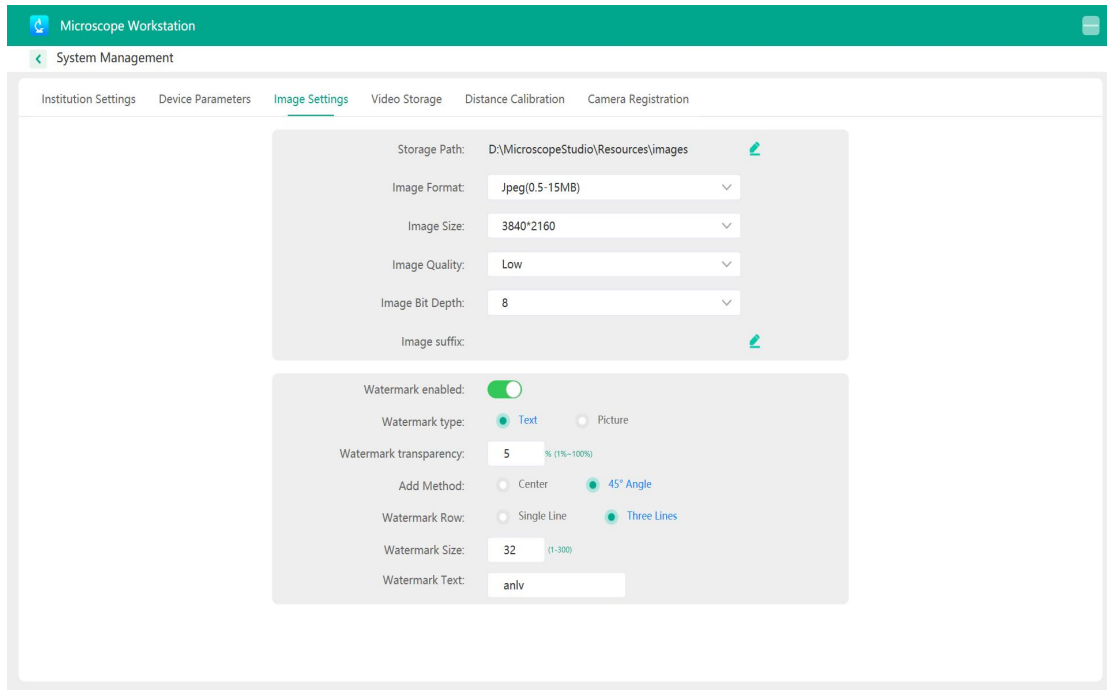 Microscope Workstation
System Management
Institution Settings Device Parameters Image Settings Video Storage Distance Calibration Camera Registration
Storage Path: D:\MicroscopeStudio\Resources\images
Image Format: Jpeg(0.5-15MB)
Image Size: 3840*2160
Image Quality: Low
Image Bit Depth: 8
Image suffix:
Watermark enabled:
Watermark type: Text Picture
Watermark transparency: 5 % (1%~100%)
Add Method: Center 45° Angle
Watermark Row: Single Line Three Lines
Watermark Size: 32 (1-300)
Watermark Text: anlv